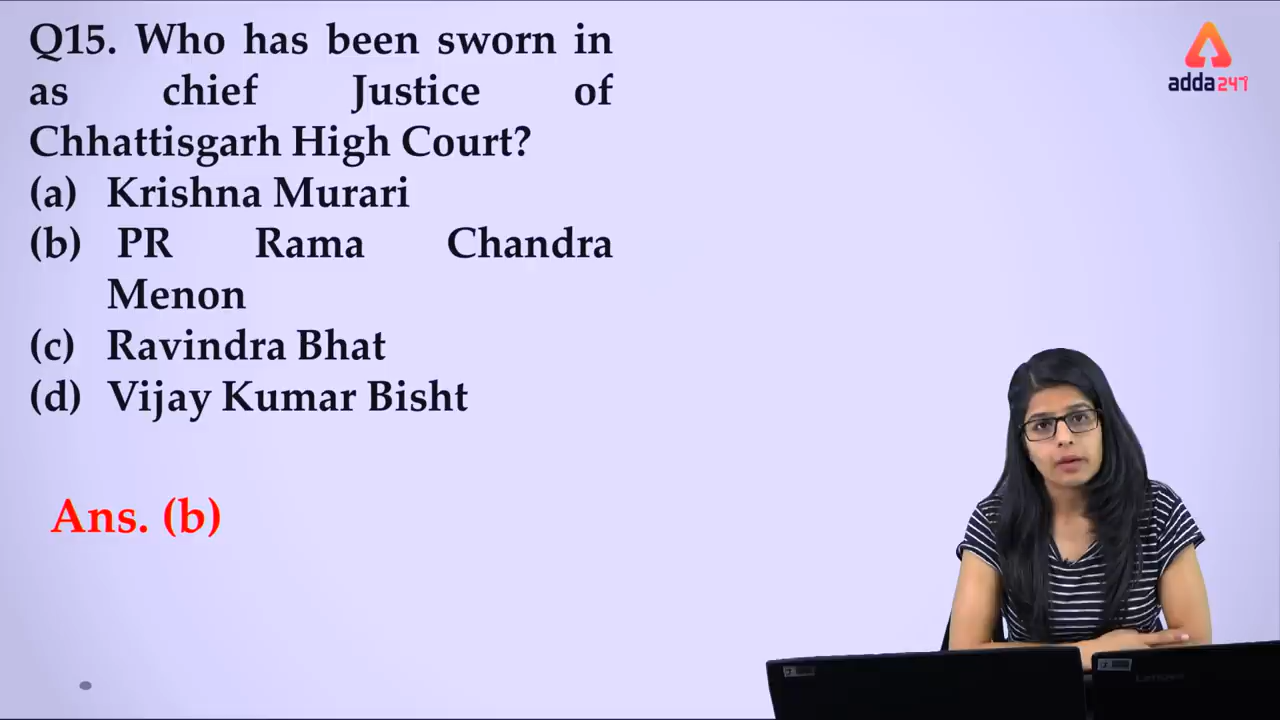 Q15. Who has been sworn in
as chief Justice of
Chhattisgarh High Court?
(a) Krishna Murari
(b) PR Rama Chandra
Menon
(c) Ravindra Bhat
(d) Vijay Kumar Bisht
Ans. (b)
adda247
Lenovo